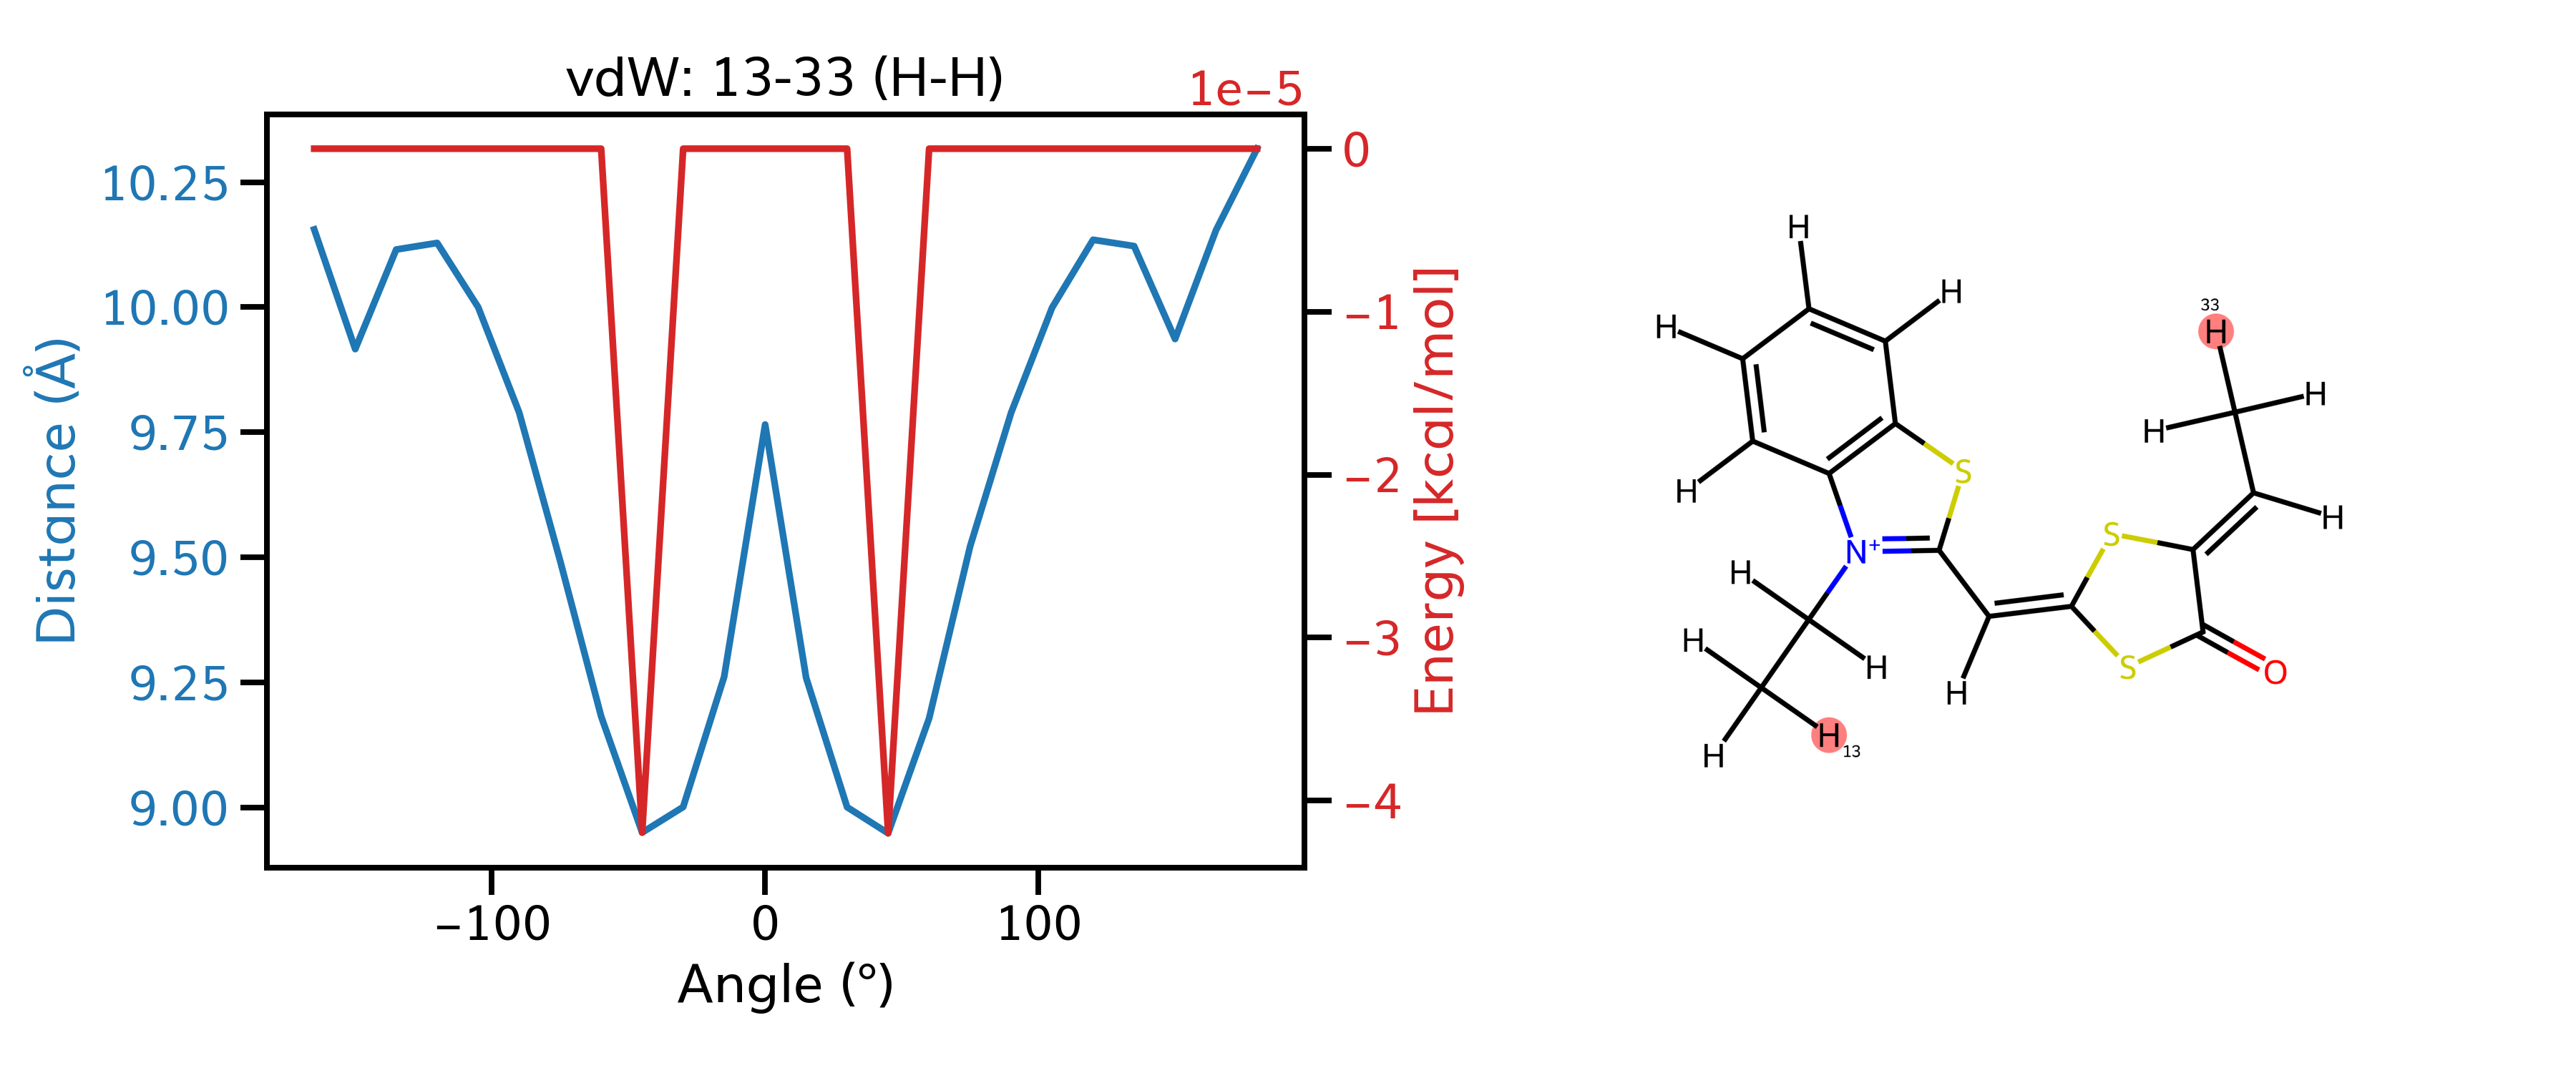 vdW: 13-33 (H-H)
1e−5
Distance (Å)
10.25
10.00
9.75
9.50
9.25
9.00
0
−1
−2
−3
−4
Energy [kcal/mol]
−100
0
100
Angle (°)
H
H
H
33
H
H
H
H
S
H
H
S
N+
H
H
H
S
O
H
H
13
H